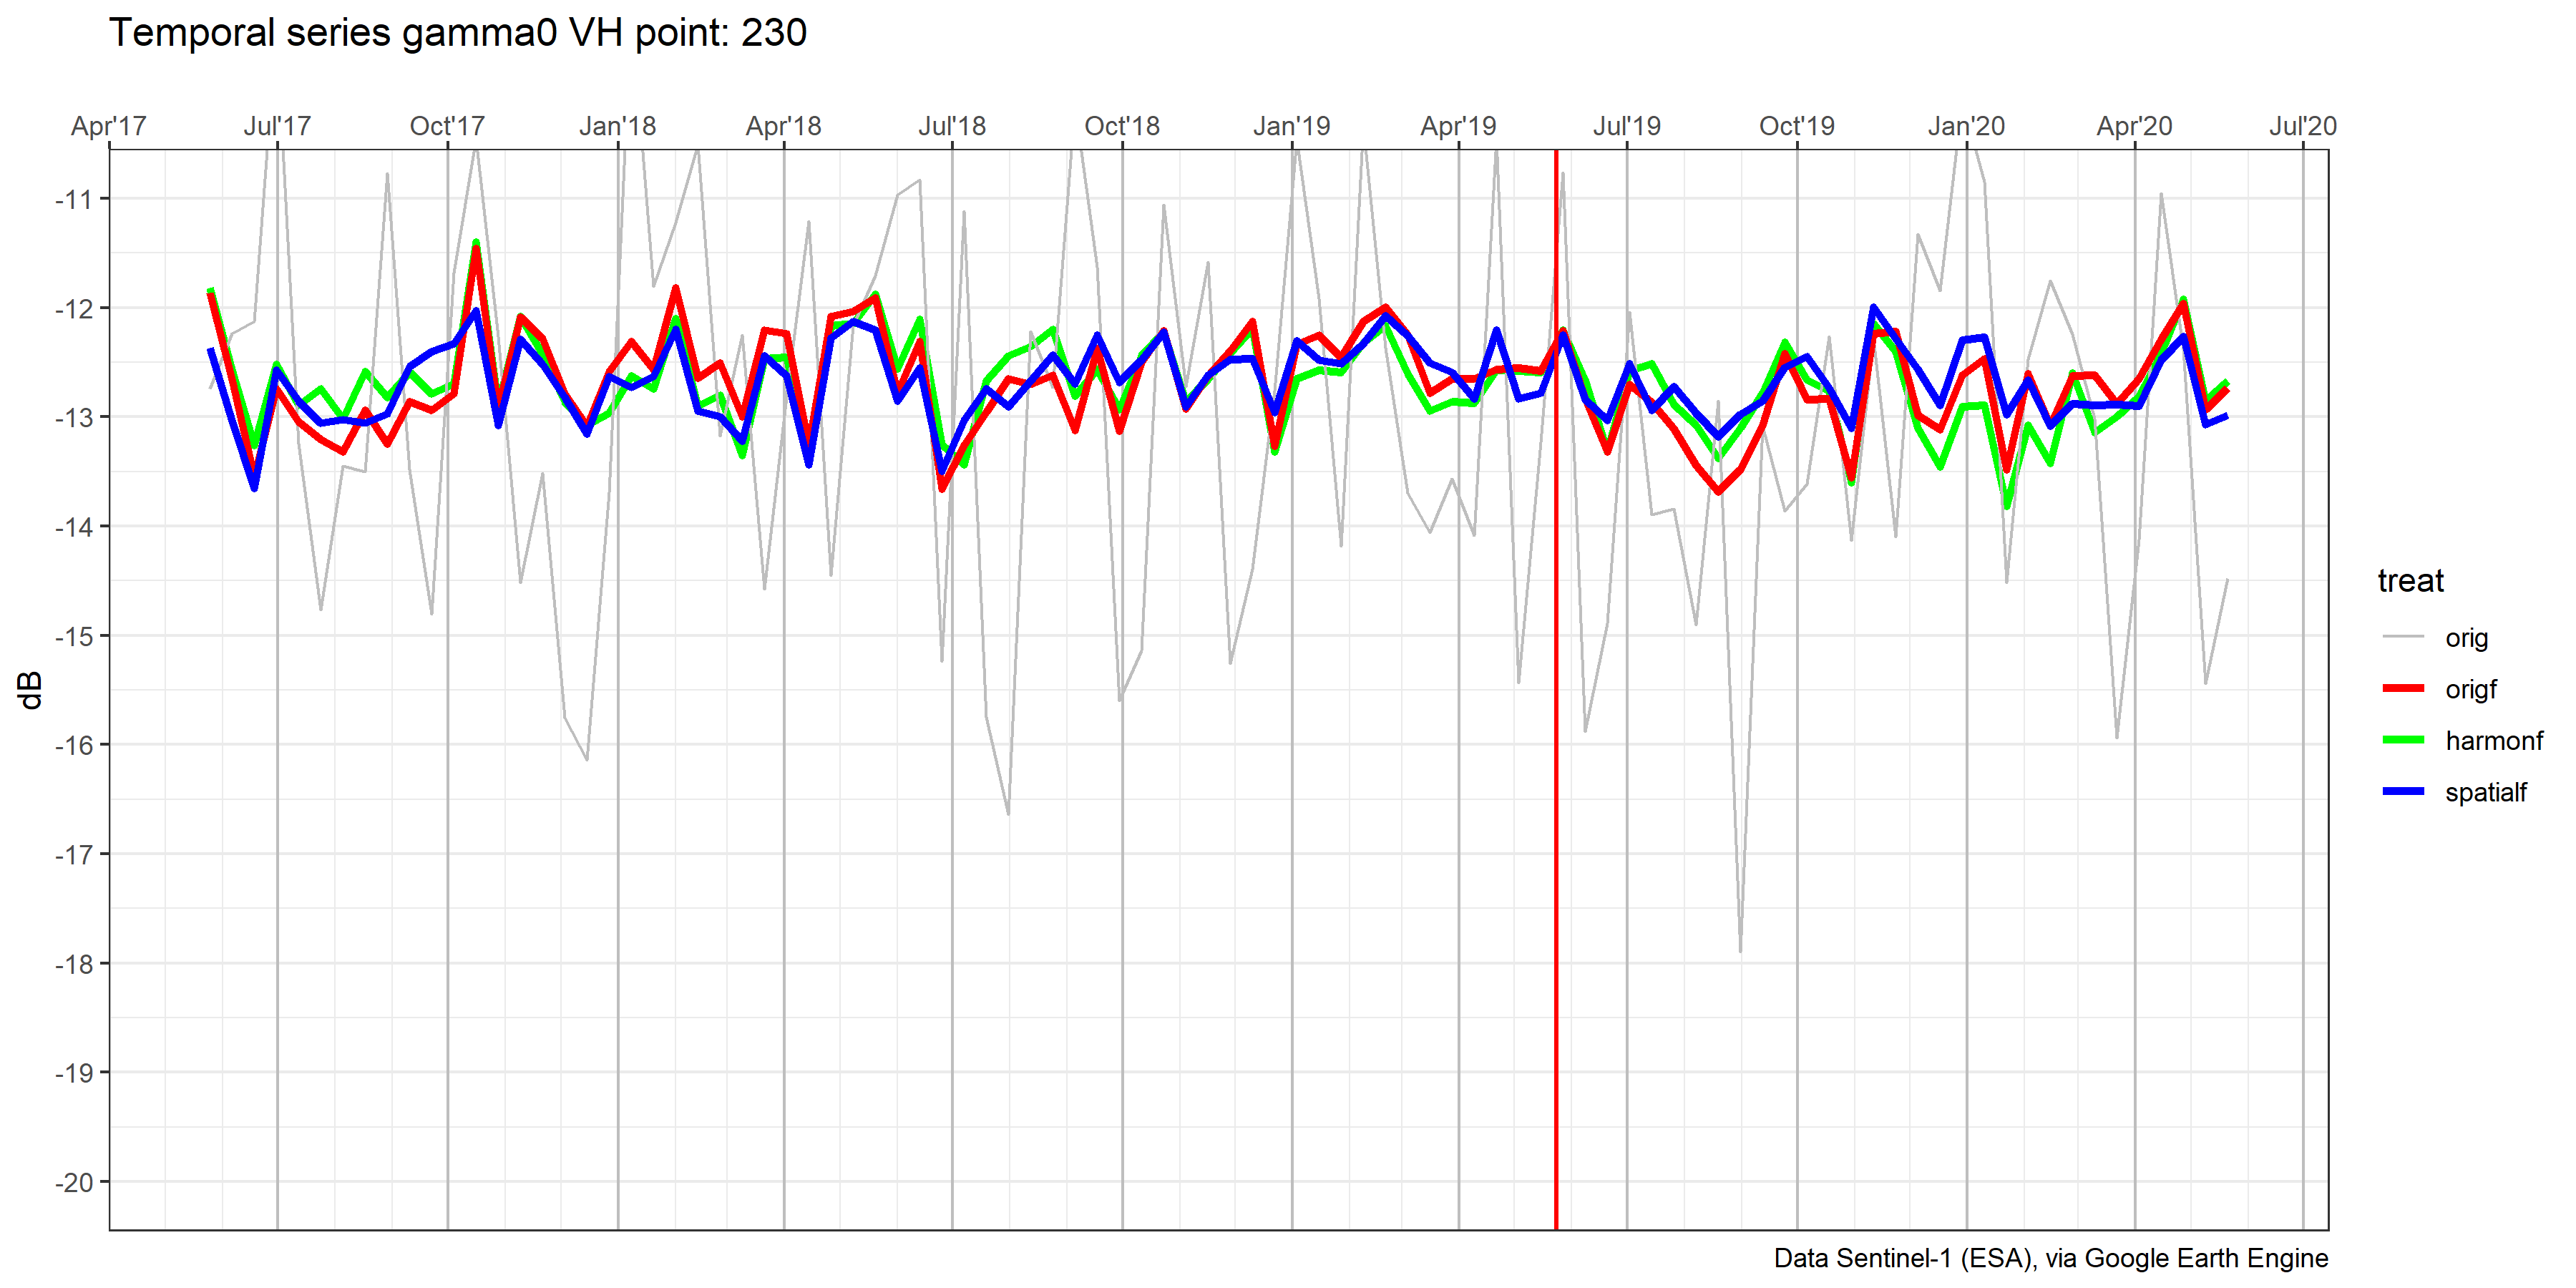 Temporal series gamma0 VH point: 230
Apr'17 Jul'17 Oct'17 Jan'18 Apr'18 Jul'18 Oct'18 Jan'19 Apr'19 Jul'19 Oct'19 Jan'20 Apr'20 Jul'20
-11
-12
-13
-14
-15
-16
-17
-18
-19
-20
dB
treat
orig
origf
harmonf
spatialf
Data Sentinel-1 (ESA), via Google Earth Engine